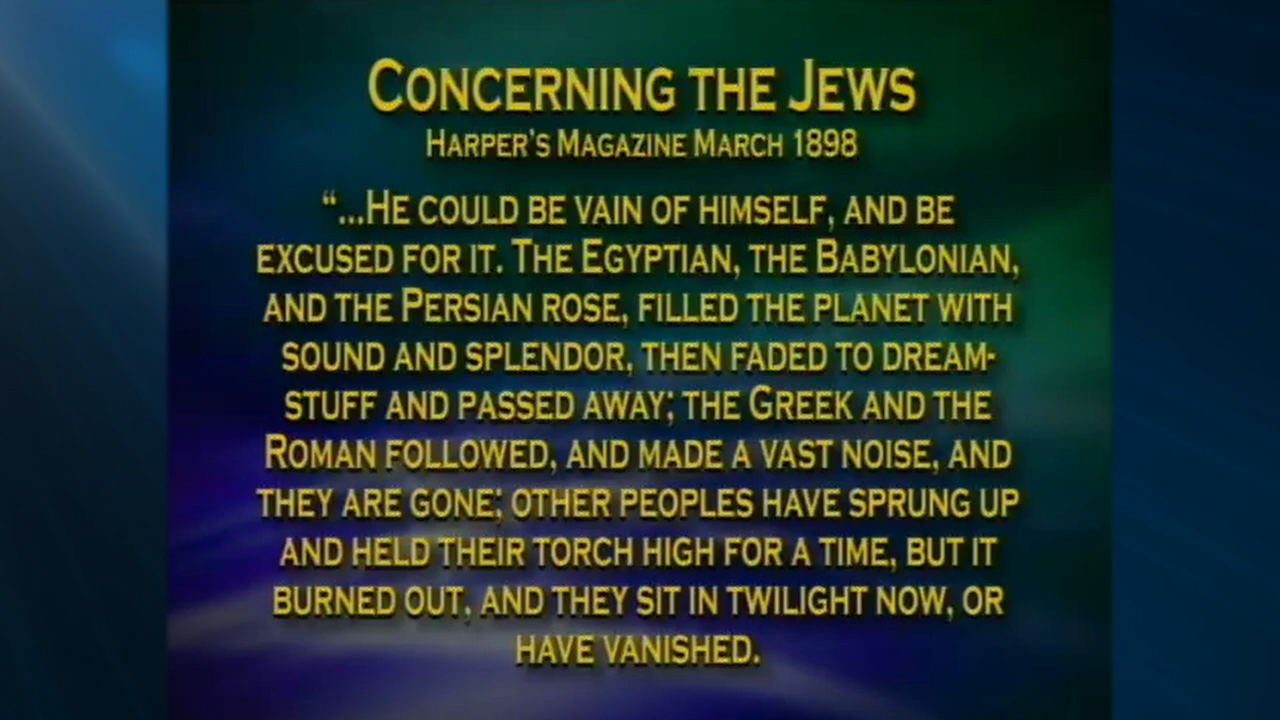 CONCERNING THE JEWS
HARPER'S MAGAZINE MARCH 1898
"...HE COULD BE VAIN OF HIMSELF, AND BE
EXCUSED FOR IT. THE EGYPTIAN, THE BABYLONIAN,
AND THE PERSIAN ROSE, FILLED THE PLANET WITH
SOUND AND SPLENDOR, THEN FADED TO DREAM-
STUFF AND PASSED AWAY; THE GREEK AND THE
ROMAN FOLLOWED, AND MADE A VAST NOISE, AND
THEY ARE GONE; OTHER PEOPLES HAVE SPRUNG UP
AND HELD THEIR TORCH HIGH FOR A TIME, BUT IT
BURNED OUT, AND THEY SIT IN TWILIGHT NOW, OR
HAVE VANISHED.